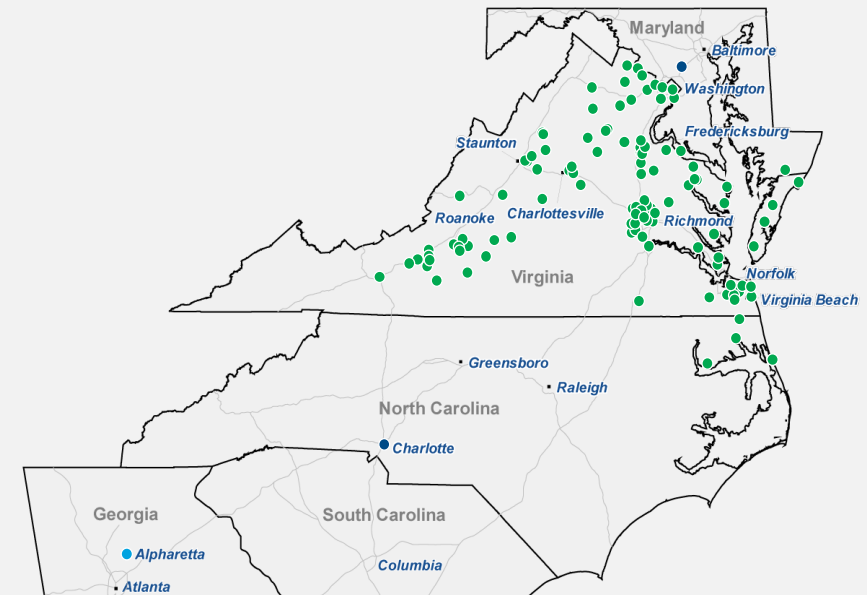 Maryland
Baltimore
Washington
Fredericksburg
Staunton
Charlottesville
Roanoke
Richmond
Virginia
Norfolk
Virginia Beach
Greensboro
Raleigh
North Carolina
Charlotte
Georgia
South Carolina
Alpharetta
Columbia
Atlanta